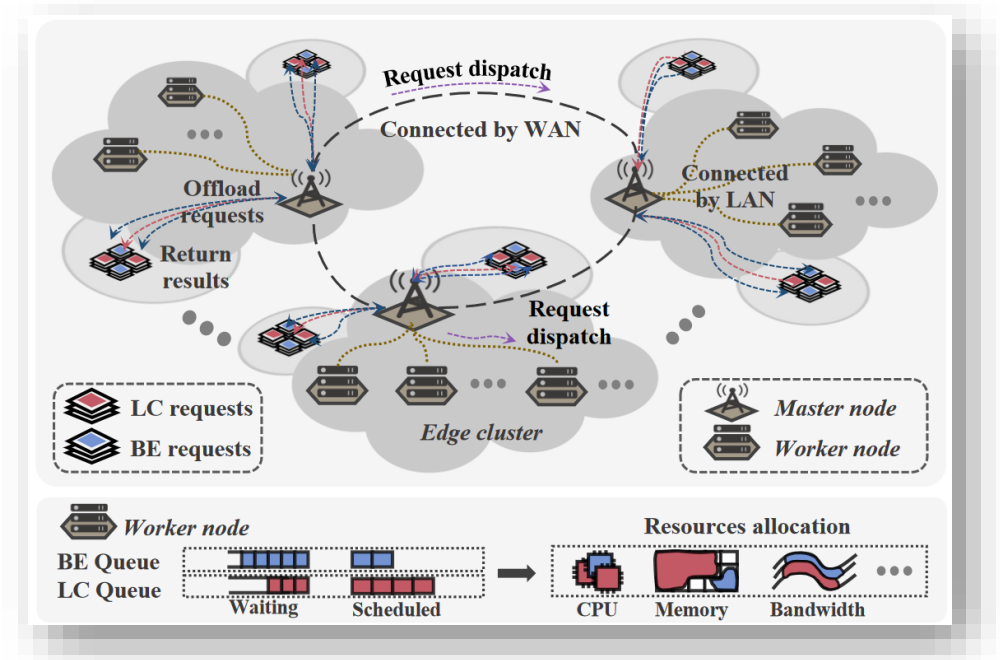 Request dispatch
Connected by WAN
Connected
by LAN
Offload
requests
Return
results
Request
dispatch
Edge cluster
LC requests
BE requests
Master node
Worker node
Worker node
Resources allocation
BE Queue
LC Queue
Waiting
Scheduled
CPU
Memory
Bandwidth